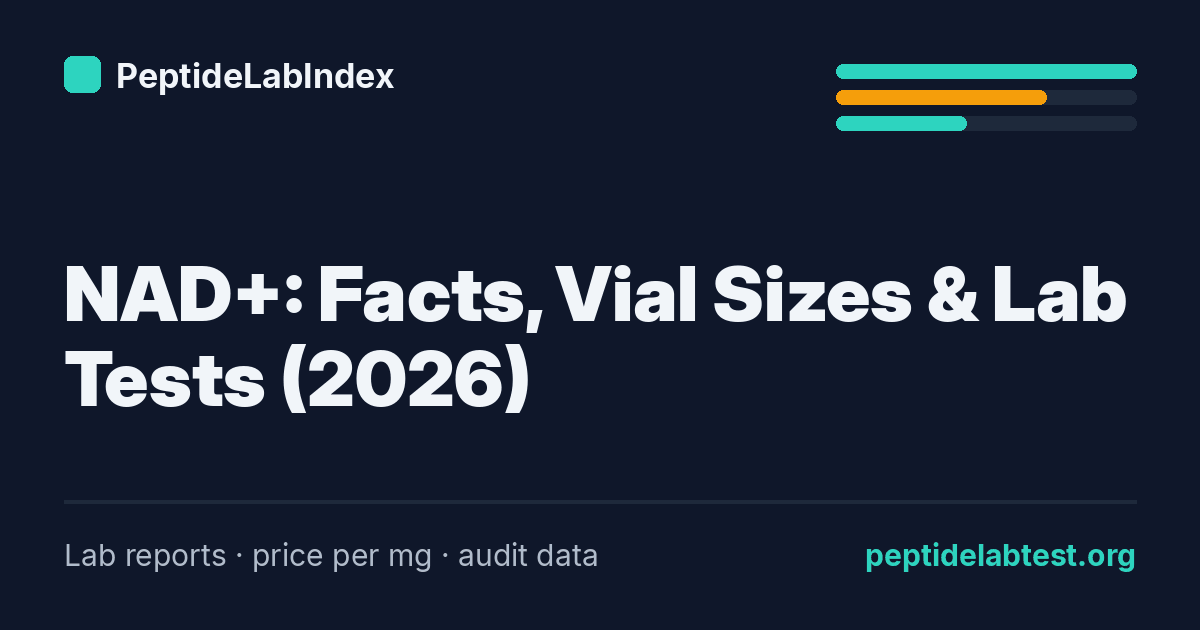 PeptideLabIndex
NAD+: Facts, Vial Sizes & Lab
Tests (2026)
Lab reports · price per mg · audit data
peptidelabtest.org